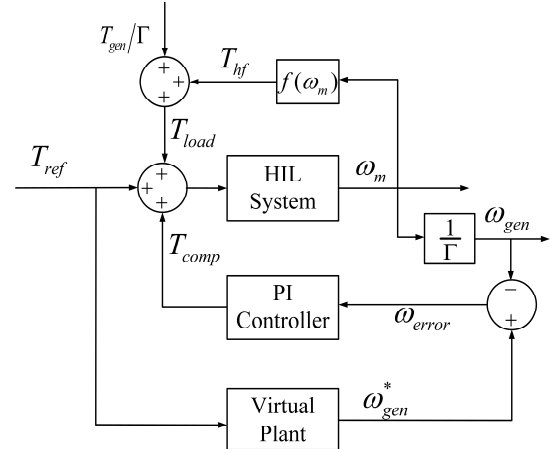 T_gen/Γ
+
+
+
T_hf
f(ω_m)
T_load
T_ref
+
+
+
HIL
System
ω_m
1
Γ
ω_gen
T_comp
PI
Controller
ω_error
−
+
Virtual
Plant
ω*_gen